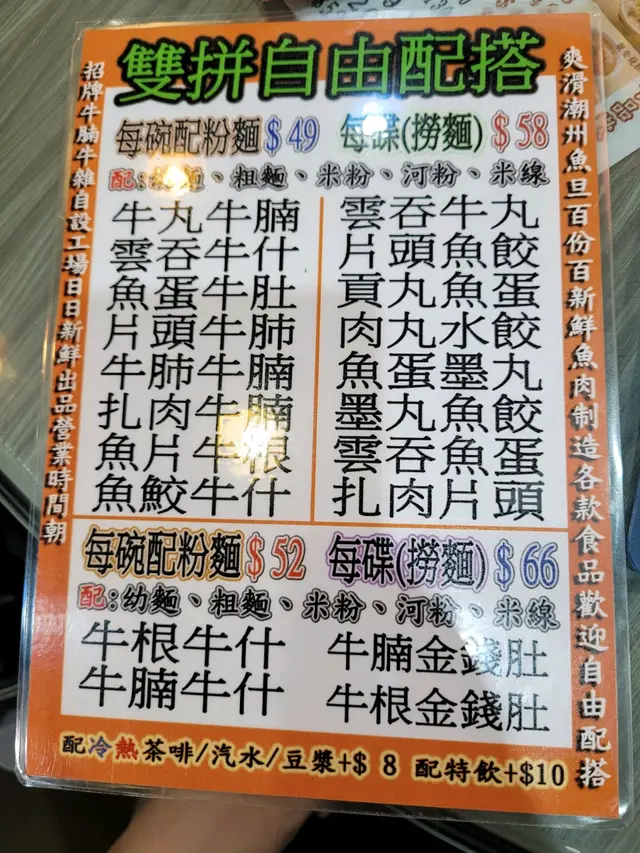 雙拼自由配搭
招牌牛腩牛雜自設工場日日新鮮出品營業時間朝
爽滑潮州魚旦百份百新鮮魚肉制造各款食品歡迎自由配搭
每碗配粉麵$49
每碟(撈麵)$58
配:幼麵、粗麵、米粉、河粉、米線
牛丸牛腩
雲吞牛什
魚蛋牛肚
片頭牛肺
牛肺牛腩
扎肉牛腩
魚片牛根
魚鮫牛什
雲吞牛丸
片頭魚餃
貢丸魚蛋
肉丸水餃
魚蛋墨丸
墨丸魚餃
雲吞魚蛋
扎肉片頭
每碗配粉麵$52
每碟(撈麵)$66
配:幼麵、粗麵、米粉、河粉、米線
牛根牛什
牛腩牛什
牛腩金錢肚
牛根金錢肚
配冷熱茶啡/汽水/豆漿+$8 配特飲+$10